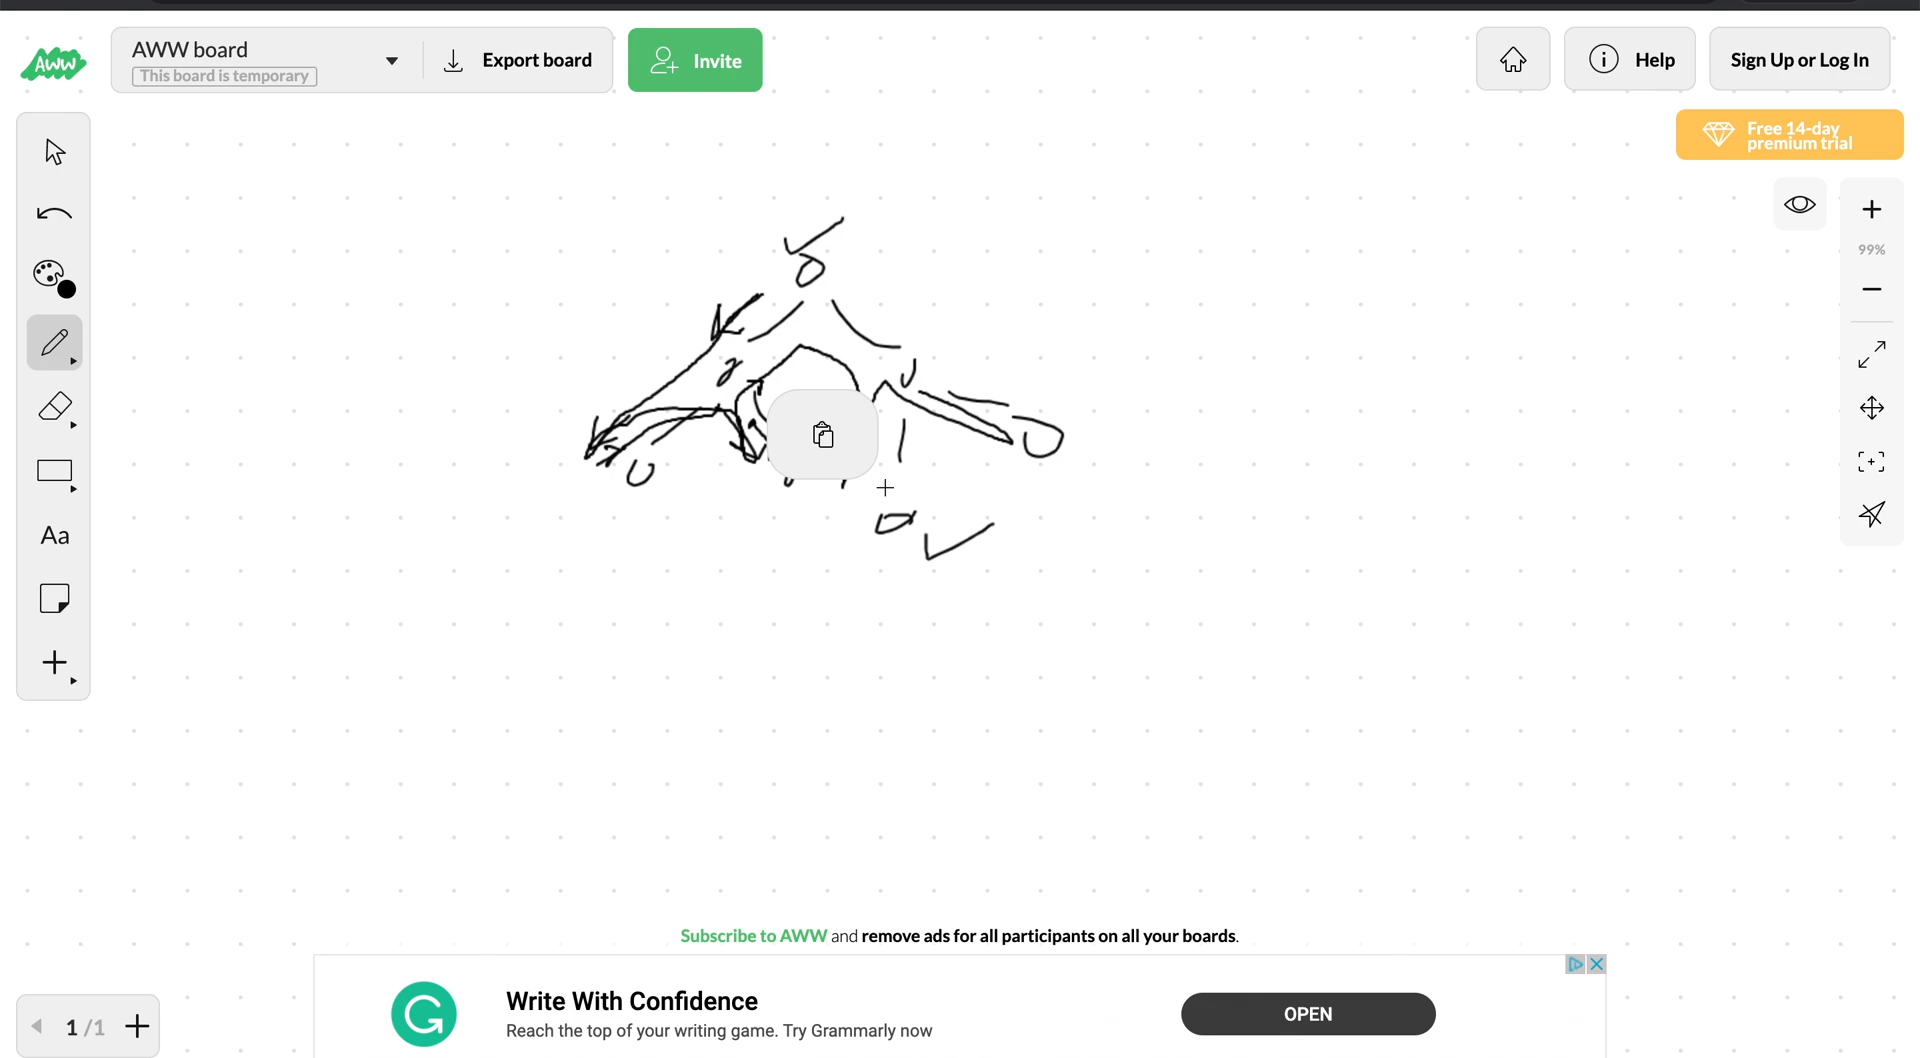 AWW
AWW board
This board is temporary
Export board
Invite
Help
Sign Up or Log In
Free 14-day
premium trial
99%
Aa
Subscribe to AWW and remove ads for all participants on all your boards.
G
Write With Confidence
Reach the top of your writing game. Try Grammarly now
OPEN
1/1